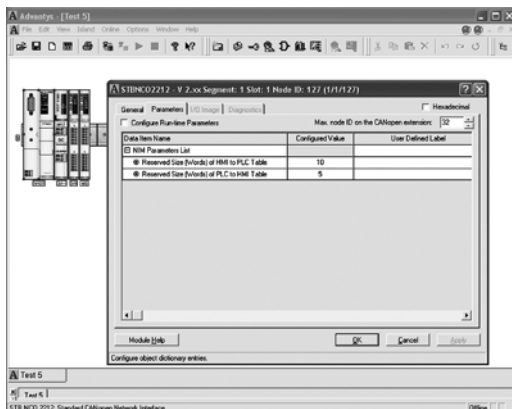 Advantys - [Test 5]
File Edit View Island Online Options Window Help
STBNCO2212 - V 2.xx Segment: 1 Slot: 1 Node ID: 127 (1/1/127)
General Parameters I/O Image Diagnostics
Hexadecimal
Configure Run-time Parameters
Max. node ID on the CANopen extension: 32
Data Item Name Configured Value User Defined Label
NIM Parameters List
Reserved Size (Words) of HMI to PLC Table 10
Reserved Size (Words) of PLC to HMI Table 5
Module Help OK Cancel Apply
Configure object dictionary entries.
Test 5
Test 5
STB NCO 2212: Standard CANopen Network Interface Offline